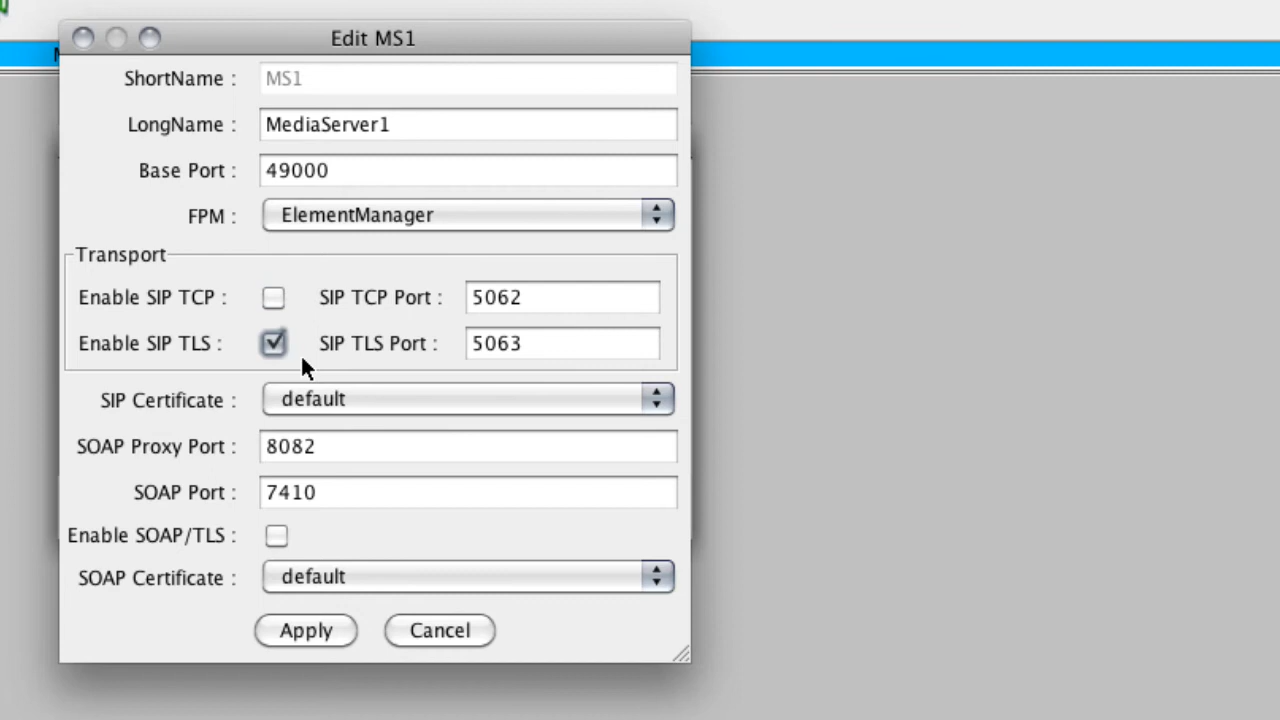 Edit MS1
ShortName : MS1
LongName : MediaServer1
Base Port : 49000
FPM : ElementManager
Transport
Enable SIP TCP : SIP TCP Port : 5062
Enable SIP TLS : SIP TLS Port : 5063
SIP Certificate : default
SOAP Proxy Port : 8082
SOAP Port : 7410
Enable SOAP/TLS :
SOAP Certificate : default
Apply Cancel